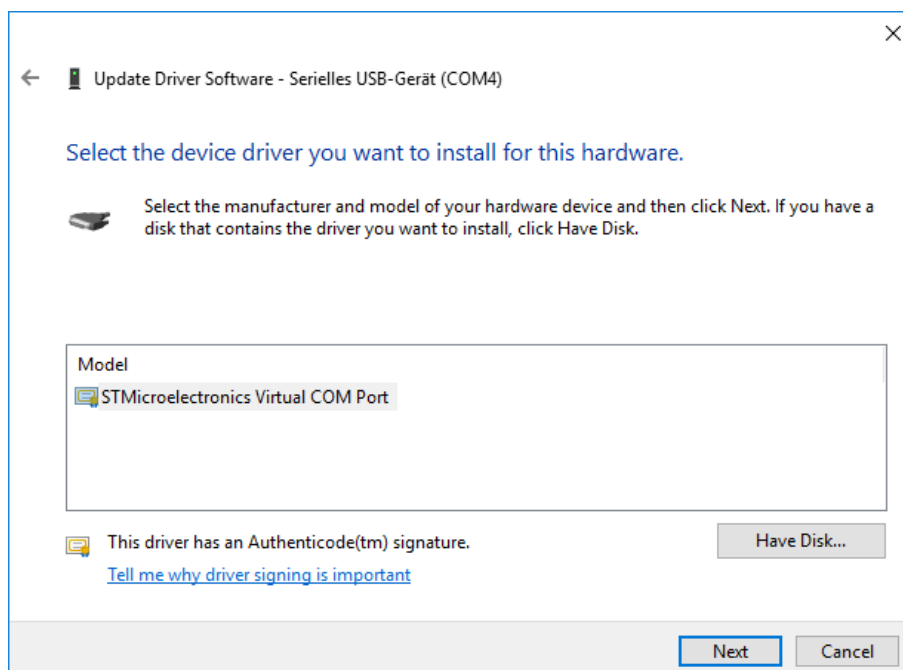 Update Driver Software - Serielles USB-Gerät (COM4)
Select the device driver you want to install for this hardware.
Select the manufacturer and model of your hardware device and then click Next. If you have a
disk that contains the driver you want to install, click Have Disk.
Model
STMicroelectronics Virtual COM Port
This driver has an Authenticode(tm) signature.
Have Disk...
Tell me why driver signing is important
Next
Cancel